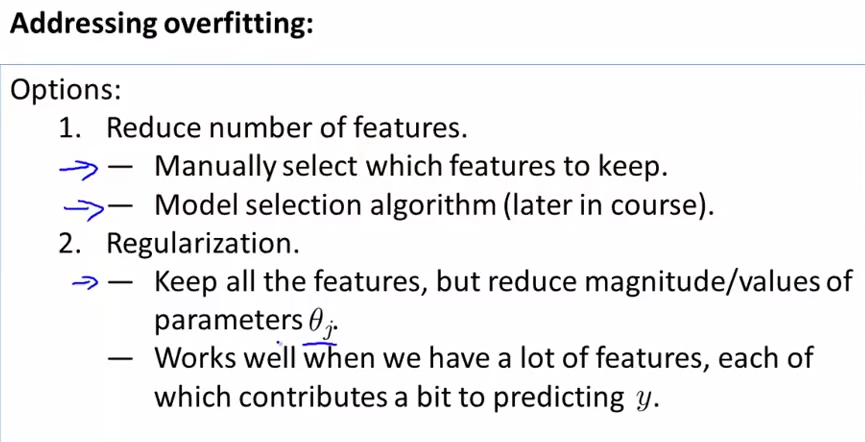 Addressing overfitting:
Options:
1. Reduce number of features.
— Manually select which features to keep.
— Model selection algorithm (later in course).
2. Regularization.
— Keep all the features, but reduce magnitude/values of
parameters θⱼ.
— Works well when we have a lot of features, each of
which contributes a bit to predicting y.